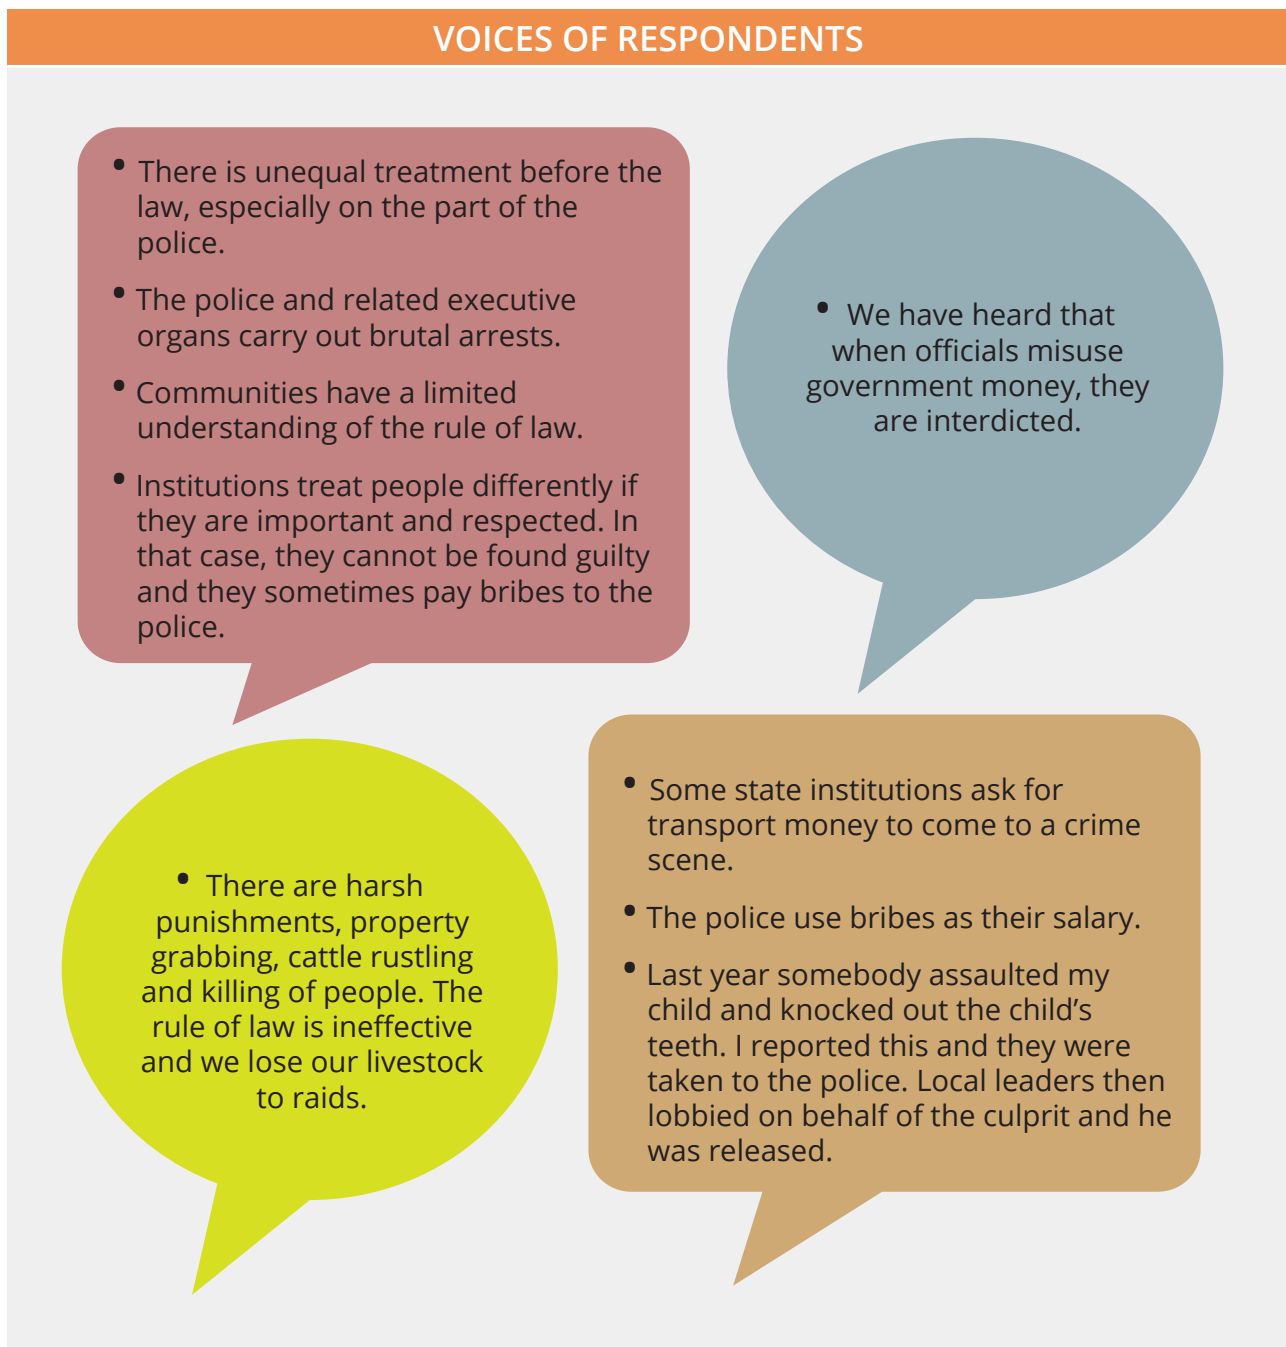 VOICES OF RESPONDENTS
• There is unequal treatment before the
law, especially on the part of the
police.
• The police and related executive
organs carry out brutal arrests.
• Communities have a limited
understanding of the rule of law.
• Institutions treat people differently if
they are important and respected. In
that case, they cannot be found guilty
and they sometimes pay bribes to the
police.
• We have heard that
when officials misuse
government money, they
are interdicted.
• There are harsh
punishments, property
grabbing, cattle rustling
and killing of people. The
rule of law is ineffective
and we lose our livestock
to raids.
• Some state institutions ask for
transport money to come to a crime
scene.
• The police use bribes as their salary.
• Last year somebody assaulted my
child and knocked out the child’s
teeth. I reported this and they were
taken to the police. Local leaders then
lobbied on behalf of the culprit and he
was released.